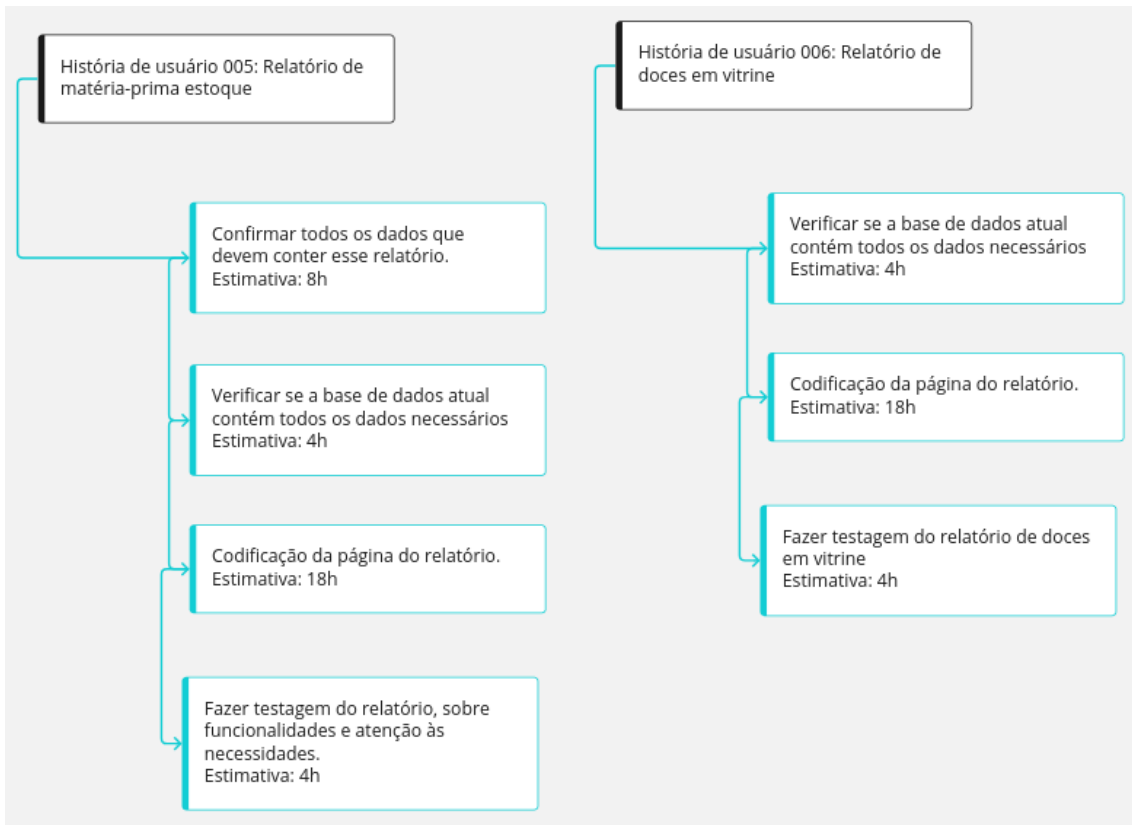 História de usuário 005: Relatório de
matéria-prima estoque
Confirmar todos os dados que
devem conter esse relatório.
Estimativa: 8h
Verificar se a base de dados atual
contém todos os dados necessários
Estimativa: 4h
Codificação da página do relatório.
Estimativa: 18h
Fazer testagem do relatório, sobre
funcionalidades e atenção às
necessidades.
Estimativa: 4h
História de usuário 006: Relatório de
doces em vitrine
Verificar se a base de dados atual
contém todos os dados necessários
Estimativa: 4h
Codificação da página do relatório.
Estimativa: 18h
Fazer testagem do relatório de doces
em vitrine
Estimativa: 4h